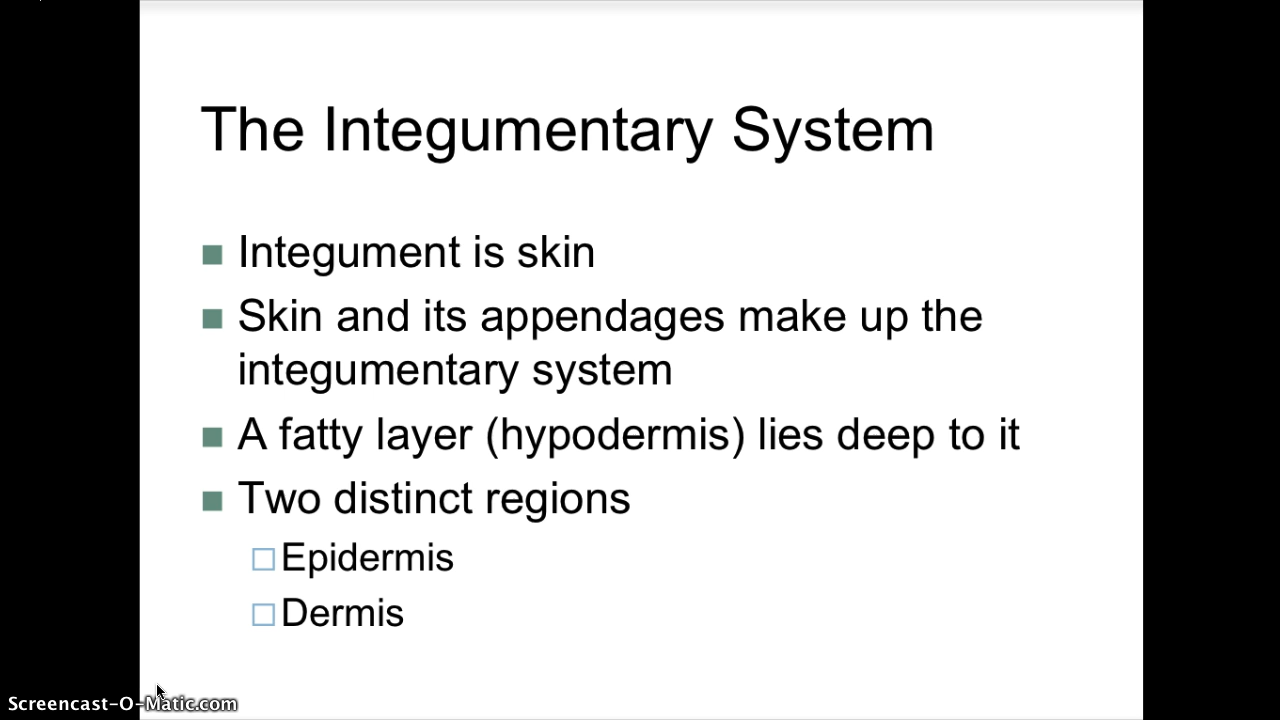 The Integumentary System
Integument is skin
Skin and its appendages make up the
integumentary system
A fatty layer (hypodermis) lies deep to it
Two distinct regions
Epidermis
Dermis
Screencast-O-Matic.com